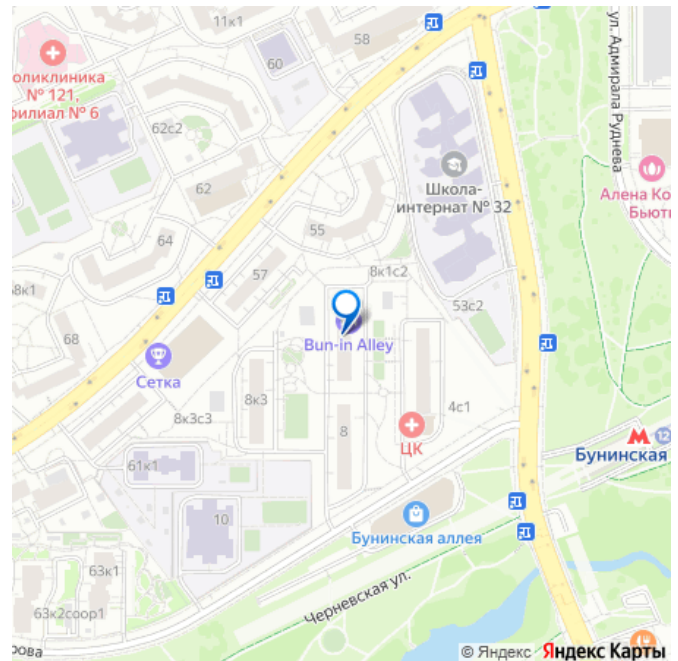 11к1
58
60
оликлиника
№ 121,
филиал № 6
62с2
ул. Адмирала Руднева
62
Школа-
интернат № 32
Алена Ко
Бьюти
55
64
57
8к1с2
8к1
53с2
68
Bun-in Alley
Сетка
8к3
4с1
8к3с3
8
ЦК
М 12
Бунинская
61к1
10
Бунинская аллея
63к1
Черневская ул.
63к2соор1
рова
© Яндекс Яндекс Карты